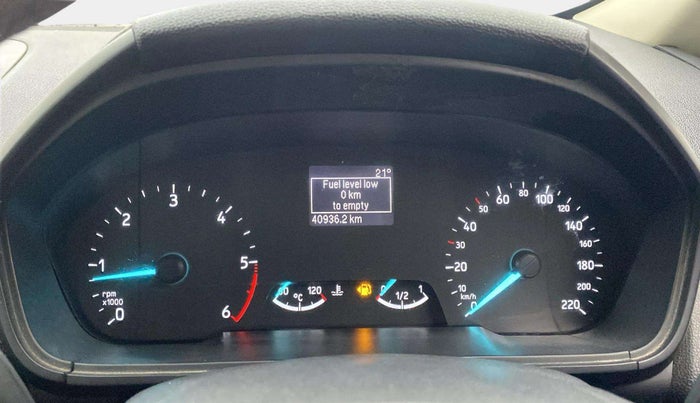 21°
Fuel level low
0 km
to empty
40936.2 km
0 1 2 3 4 5 6
rpm
x1000
60 120
°C
0 1/2 1
0 10 20 30 40 50 60 80 100 120 140 160 180 200 220
km/h